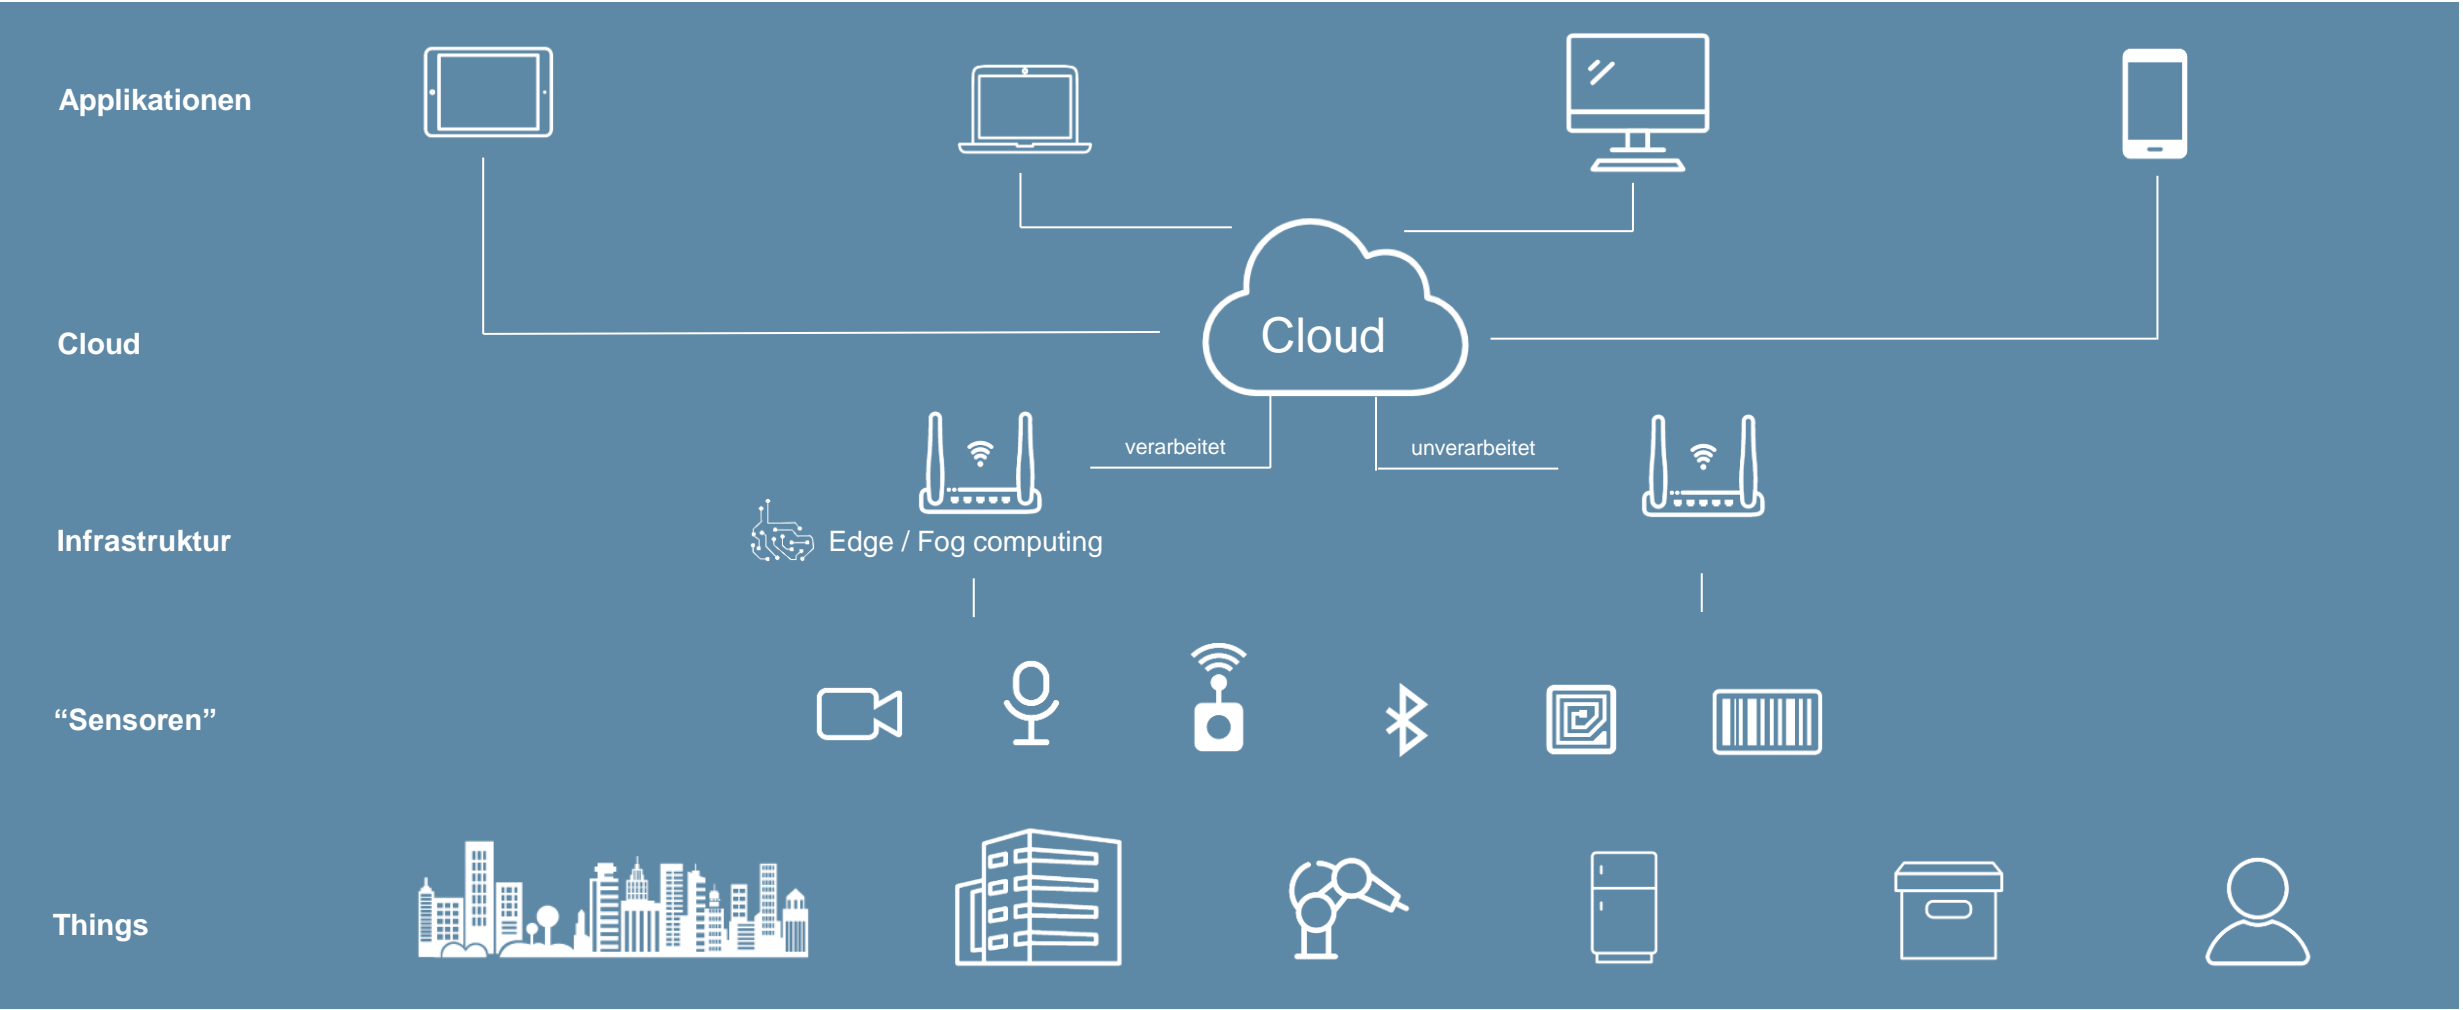 Applikationen
Cloud
Cloud
verarbeitet
unverarbeitet
Infrastruktur
Edge / Fog computing
“Sensoren”
Things